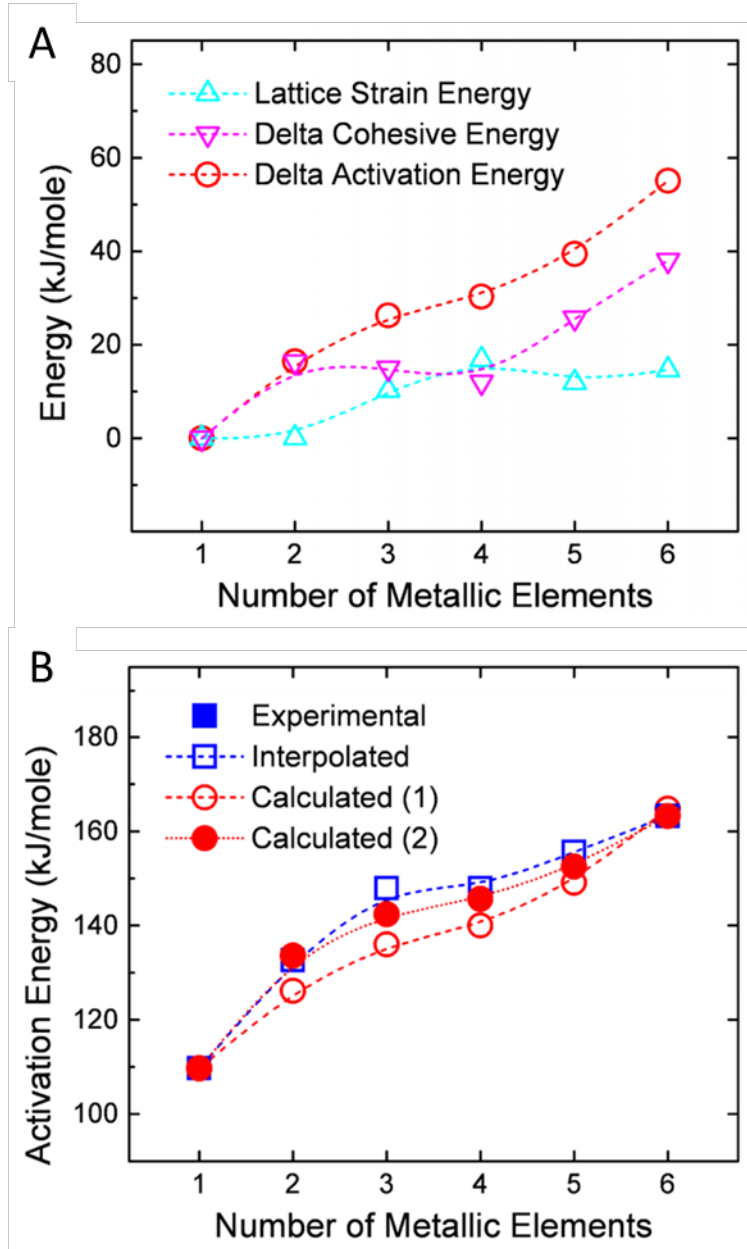 A
80
60
40
20
0
Energy (kJ/mole)
Lattice Strain Energy
Delta Cohesive Energy
Delta Activation Energy
1 2 3 4 5 6
Number of Metallic Elements
B
180
160
140
120
100
Activation Energy (kJ/mole)
Experimental
Interpolated
Calculated (1)
Calculated (2)
1 2 3 4 5 6
Number of Metallic Elements